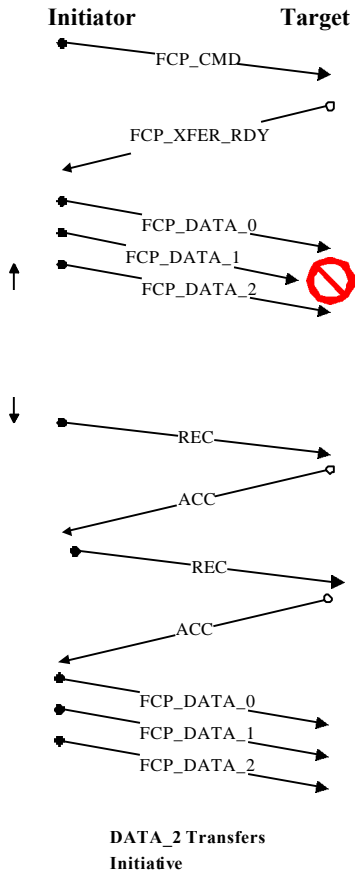 Initiator Target
FCP_CMD
FCP_XFER_RDY
FCP_DATA_0
FCP_DATA_1
FCP_DATA_2
REC
ACC
REC
ACC
FCP_DATA_0
FCP_DATA_1
FCP_DATA_2
DATA_2 Transfers
Initiative